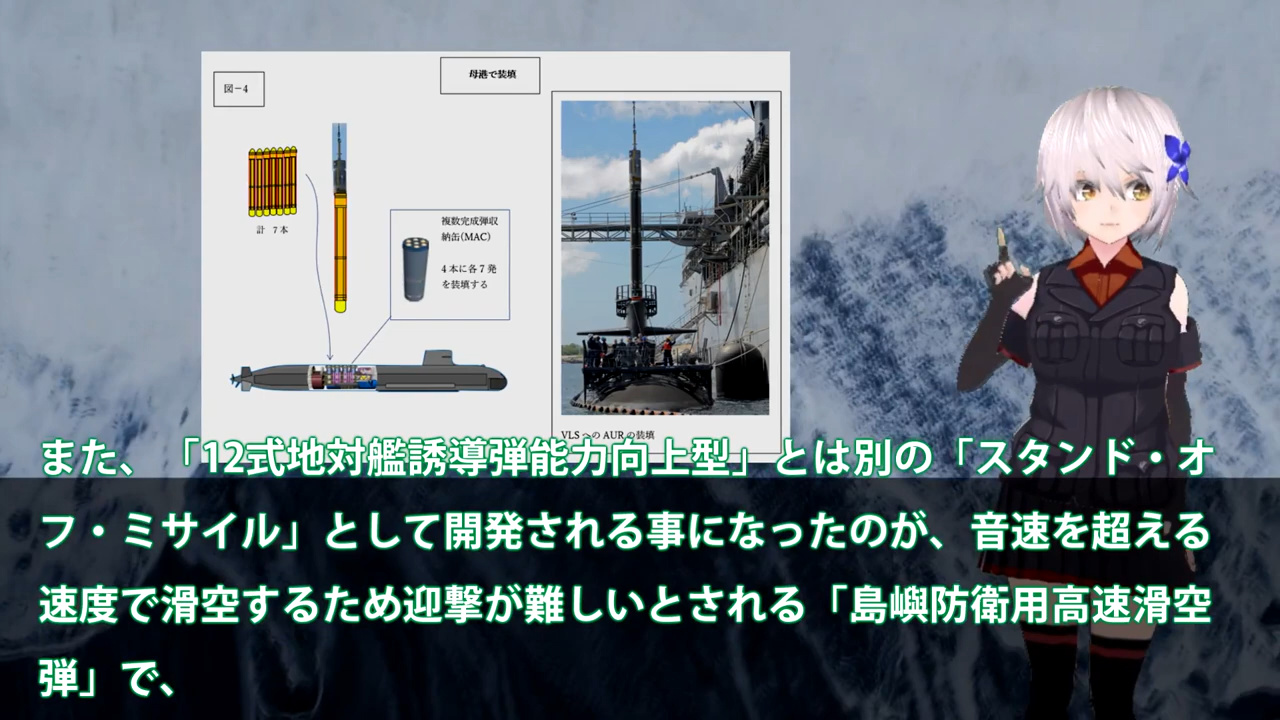 図－4
母港で装填
計 7本
複数完成弾収
納缶(MAC)
4本に各7発
を装填する
VLSへのAURの装填
また、「12式地対艦誘導弾能力向上型」とは別の「スタンド・オ
フ・ミサイル」として開発される事になったのが、音速を超える
速度で滑空するため迎撃が難しいとされる「島嶼防衛用高速滑空
弾」で、